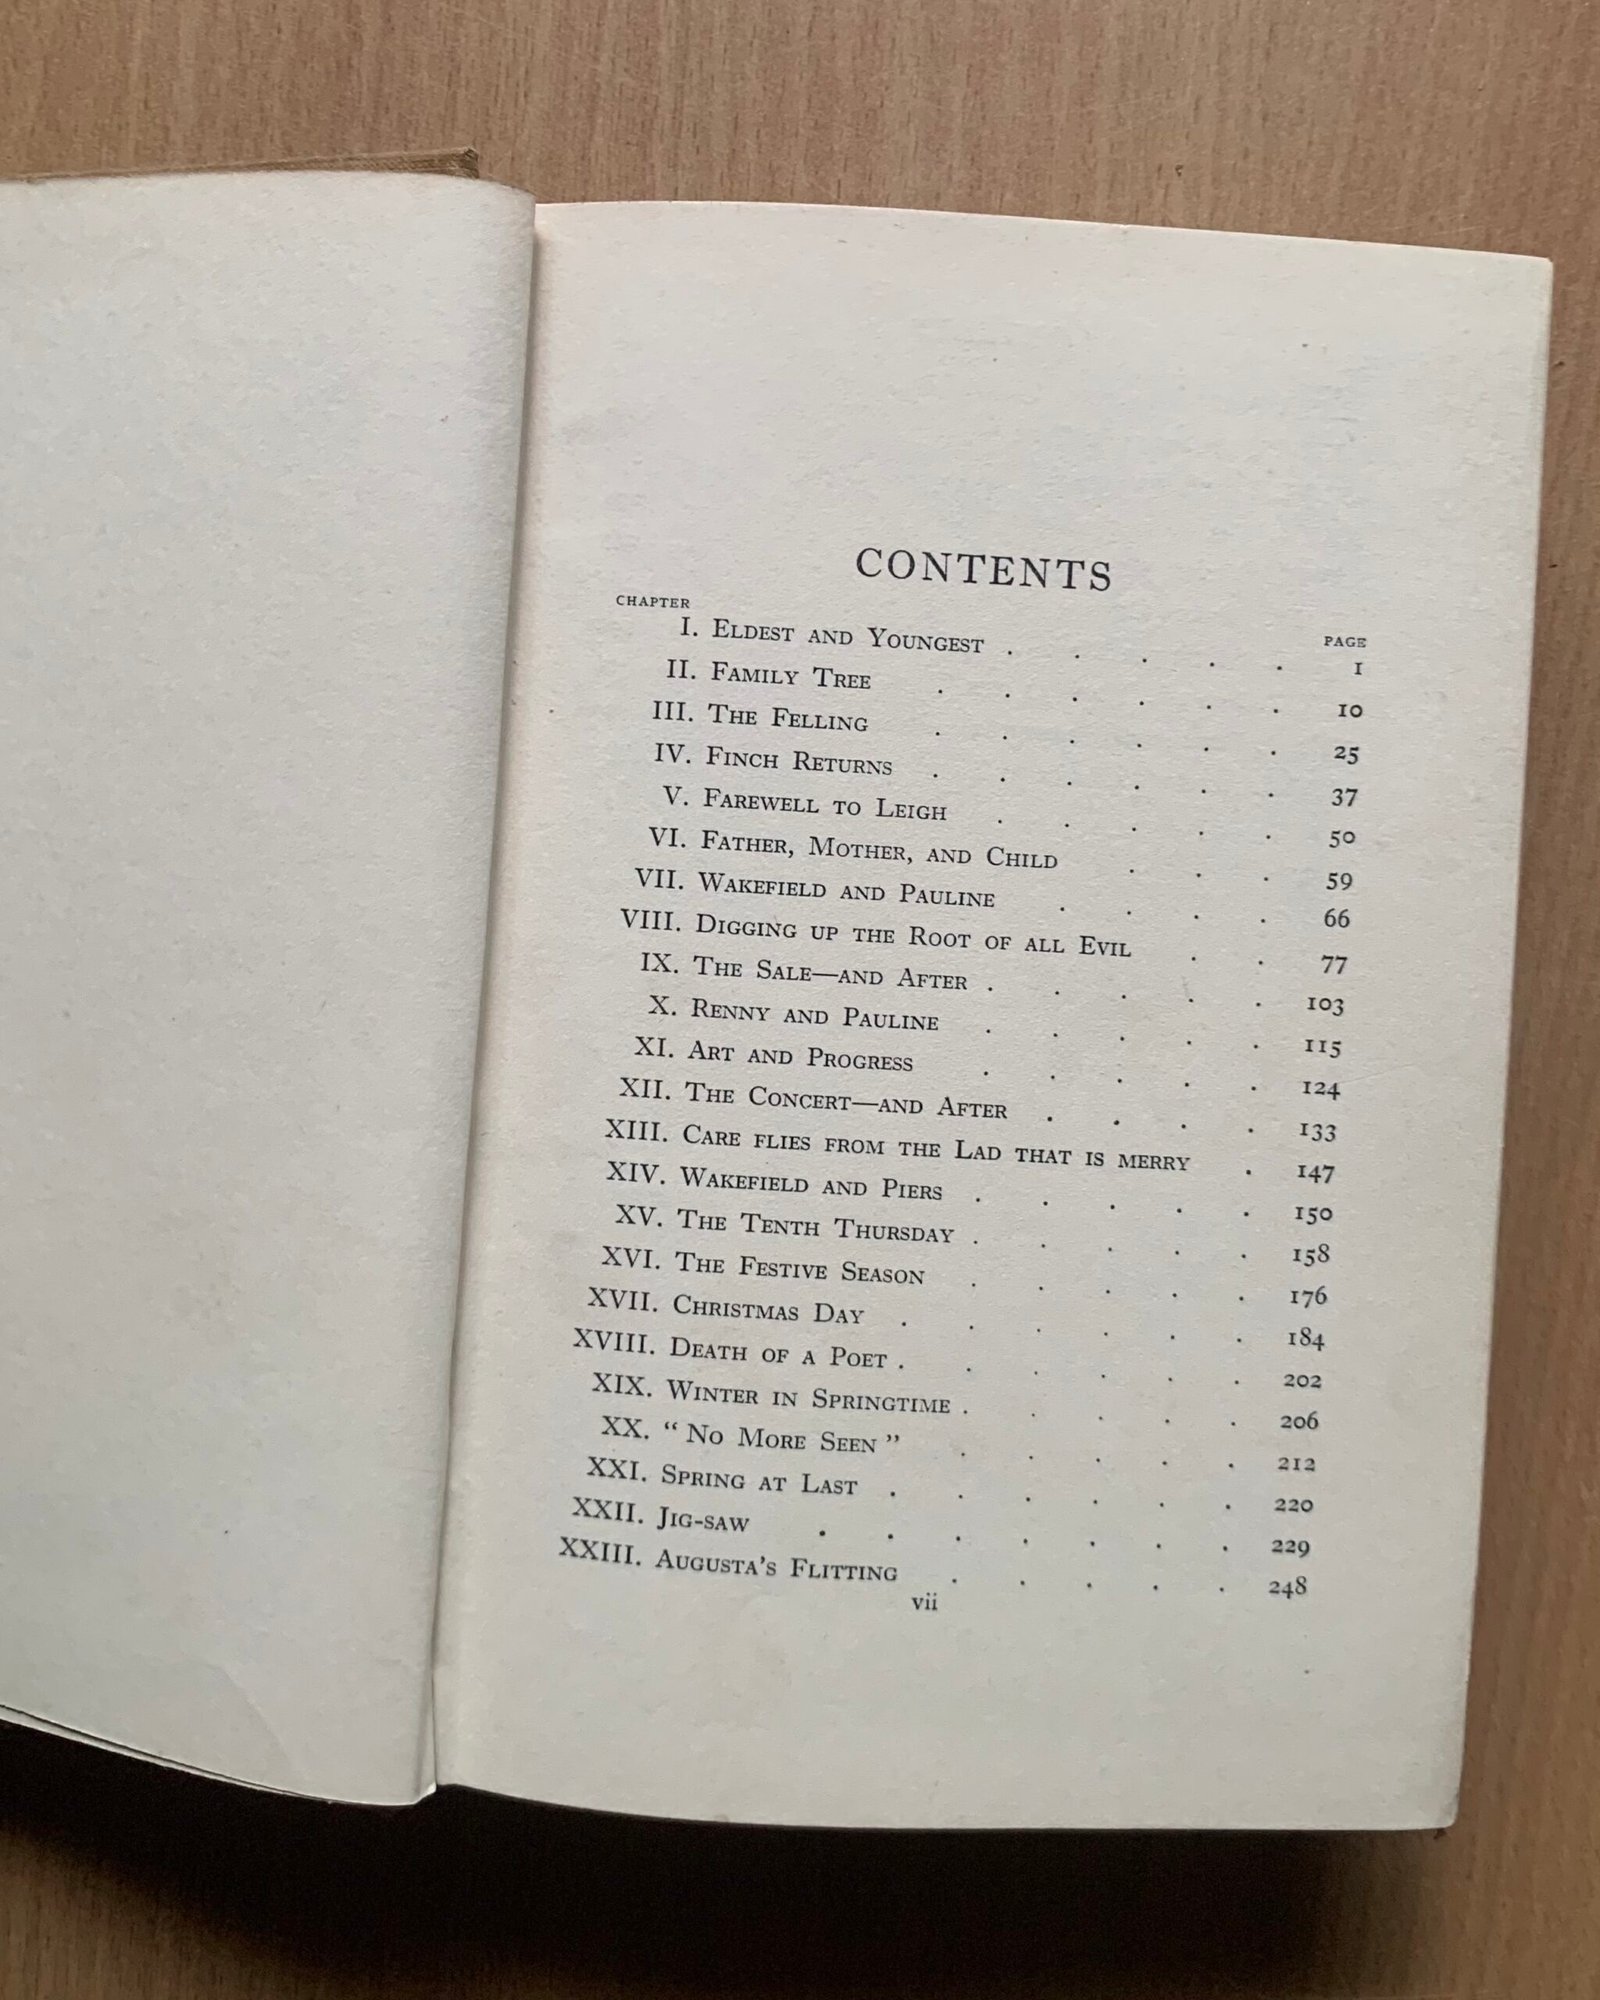 CONTENTS
CHAPTER PAGE
I. Eldest and Youngest . . . . . 1
II. Family Tree . . . . . . 10
III. The Felling . . . . . . 25
IV. Finch Returns . . . . . . 37
V. Farewell to Leigh . . . . . 50
VI. Father, Mother, and Child . . . 59
VII. Wakefield and Pauline . . . . 66
VIII. Digging up the Root of all Evil . . 77
IX. The Sale—and After . . . . . 103
X. Renny and Pauline . . . . . 115
XI. Art and Progress . . . . . 124
XII. The Concert—and After . . . . 133
XIII. Care flies from the Lad that is merry . 147
XIV. Wakefield and Piers . . . . . 150
XV. The Tenth Thursday . . . . . 158
XVI. The Festive Season . . . . . 176
XVII. Christmas Day . . . . . . 184
XVIII. Death of a Poet . . . . . . 202
XIX. Winter in Springtime . . . . . 206
XX. “ No More Seen ” . . . . . 212
XXI. Spring at Last . . . . . . 220
XXII. Jig-saw . . . . . . . 229
XXIII. Augusta's Flitting . . . . . 248
vii